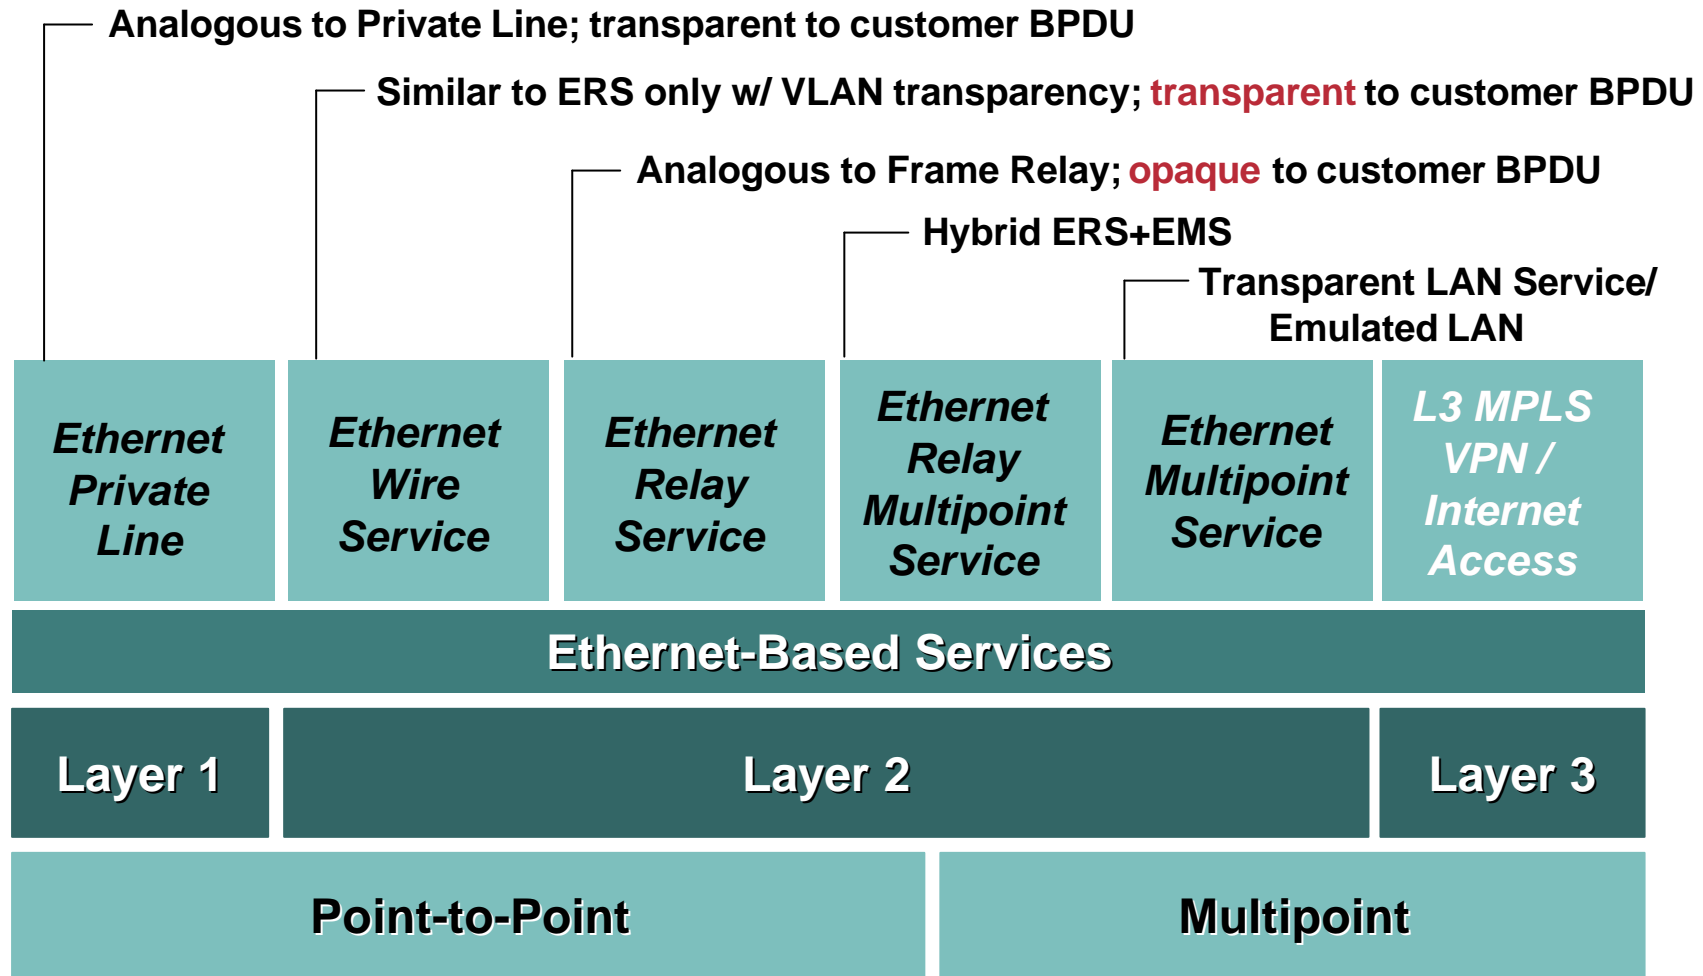 Analogous to Private Line; transparent to customer BPDU
Similar to ERS only w/ VLAN transparency; transparent to customer BPDU
Analogous to Frame Relay; opaque to customer BPDU
Hybrid ERS+EMS
Transparent LAN Service/
Emulated LAN
Ethernet
Private
Line
Ethernet
Wire
Service
Ethernet
Relay
Service
Ethernet
Relay
Multipoint
Service
Ethernet
Multipoint
Service
L3 MPLS
VPN /
Internet
Access
Ethernet-Based Services
Layer 1
Layer 2
Layer 3
Point-to-Point
Multipoint